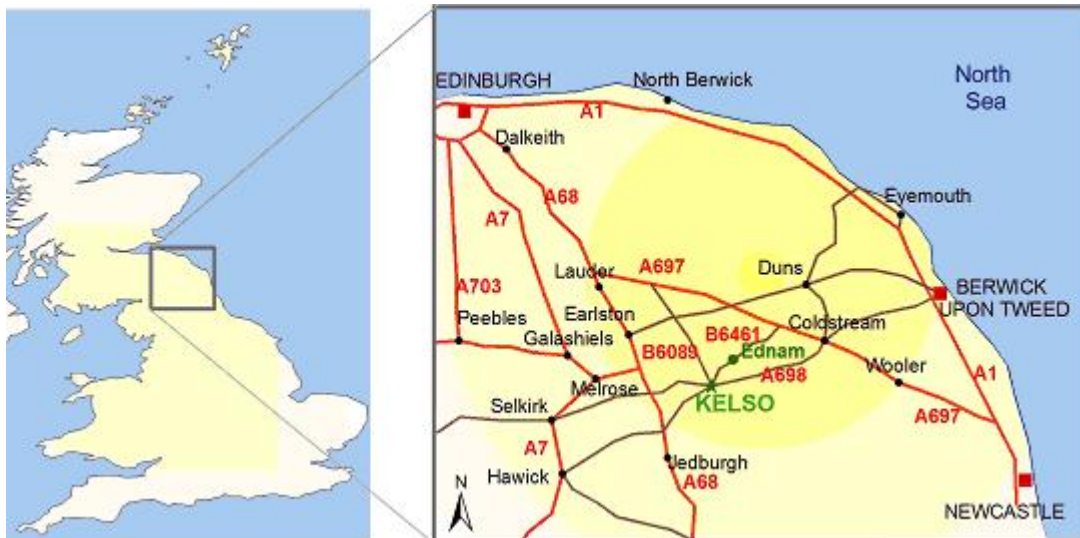 North
Sea
EDINBURGH
North Berwick
A1
Dalkeith
A68
A7
Eyemouth
Lauder
A697
Duns
A703
BERWICK
UPON TWEED
Earlston
Peebles
Galashiels
B6461
Coldstream
B6089
Ednam
Wooler
A1
Melrose
A698
KELSO
Selkirk
A697
A7
Hawick
Jedburgh
A68
N
NEWCASTLE